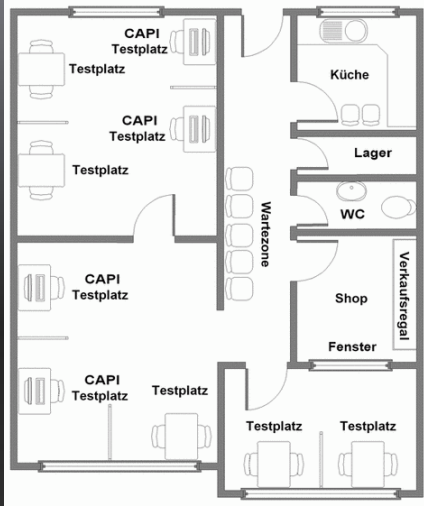 CAPI
Testplatz
Testplatz
Küche
CAPI
Testplatz
Lager
Testplatz
WC
Wartezone
CAPI
Testplatz
Shop
Verkaufsregal
Fenster
CAPI
Testplatz
Testplatz
Testplatz
Testplatz